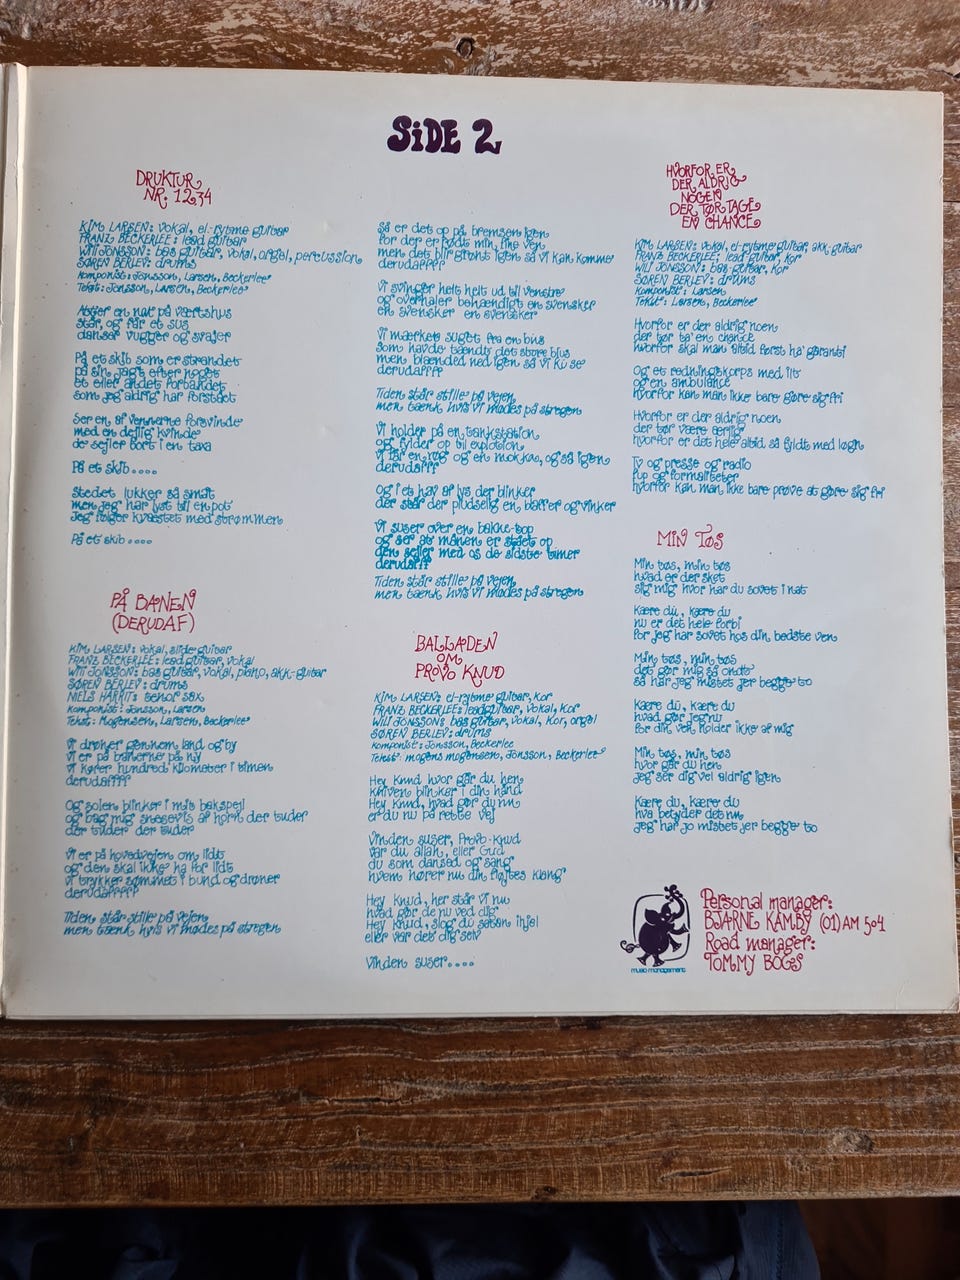 SIDE 2
DRUKTUR
NR. 1234
KIM LARSEN: vokal, el-rytme guitar
FRANZ BECKERLEE: lead guitar
WILI JONSSON: bas guitar, vokal, orgel, percussion
SØREN BERLEV: drums
komponist: Jonsson, Larsen, Beckerlee
Tekst: Jonsson, Larsen, Beckerlee
en nat på værtshus
står og får et sus
danser vugger og svajer
På et skib som er strandet
på sin jagt efter noget
et eller andet forbandet
som jeg aldrig har forstået
Ser en af vennerne forsvinde
med en dejlig kvinde
de sejler bort i en taxa
På et skib....
Stedet lukker så småt
men jeg har lyst til en pot
Jeg følger kvæstet med strømmen
På et skib....
PÅ BANEN
(DERUDAF)
KIM LARSEN: vokal, slide guitar
FRANZ BECKERLEE: lead guitar, vokal
WILI JONSSON: bas guitar, vokal, piano, akk-guitar
SØREN BERLEV: drums
NIELS HARRIT: tenor sax
komponist: Jonsson, Larsen
Tekst: Mogensen, Larsen, Beckerlee
Vi drøner gennem land og by
vi er på banerne på ny
vi kører hundred kilometer i timen
derudaffff
Og solen blinker i mit bakspejl
og bag mig snesevis af horn der tuder
der tuder der tuder
Vi er på hovedvejen om lidt
og den skal ikke ha for lidt
vi trykker sømmet i bund og drøner
derudafffff
Tiden står stille på vejen
men tænk, hvis vi mødes på stregen
Så er det op på bremsen igen
for der er rødt min fine ven
men det blir grønt igen så vi kan komme
derudaffff
Vi svinger helt helt ud til venstre
og overhaler behændigt en svensker
en svensker en svensker
Vi mærker suget fra en bus
som havde tændt det store blus
men blænded ned igen så vi ku se
derudaffff
Tiden står stille på vejen
men tænk, hvis vi mødes på stregen
Vi holder på en tankstation
og fylder op til explotion
vi får en røg og en mokka, og så igen
derudafff
Og i et hav af lys der blinker
der står der pludselig en blaffer og vinker
Vi suser over en bakke-top
og ser at månen er stået op
den sejler med os de sidste timer
derudaff
Tiden står stille på vejen
men tænk, hvis vi mødes på stregen
BALLADEN
OM
PROVO KNUD
KIM LARSEN: el-rytme guitar, kor
FRANZ BECKERLEE: leadguitar, vokal, kor
WILI JONSSON: bas guitar, vokal, kor, orgel
SØREN BERLEV: drums
komponist: Jonsson, Beckerlee
Tekst: mogens mogensen, Jonsson, Beckerlee
Hey Knud hvor går du hen
kniven blinker i din hånd
Hey Knud, hvad gør du nu
er du nu på rette vej
Vinden suser, Provo-Knud
var du allah, eller Gud
du som dansed og sang
hvem hører nu din fløjtes klang
Hey Knud, her står vi nu
hvad gør de nu ved dig
Hey Knud, slog du satan ihjel
eller var det dig selv
Vinden suser....
HVORFOR ER
DER ALDRIG
NOGEN
DER TØR TAGE
EN CHANCE
KIM LARSEN: vokal, el-rytme guitar, akk-guitar
FRANZ BECKERLEE: lead guitar, kor
WILI JONSSON: bas guitar, kor
SØREN BERLEV: drums
komponist: Larsen
Tekst: Larsen, Beckerlee
Hvorfor er der aldrig noen
der tør ta' en chance
hvorfor skal man altid først ha' garanti
Og et redningskorps med ilt
og en ambulance
hvorfor kan man ikke bare gøre sig fri
Hvorfor er der aldrig noen
der tør være ærlig
hvorfor er det hele altid så fyldt med løgn
Tv og presse og radio
fup og formaliteter
hvorfor kan man ikke bare prøve at gøre sig fri
MIN TØS
Min tøs, min tøs
hvad er der sket
sig mig hvor har du sovet i nat
Kære du, kære du
nu er det hele forbi
for jeg har sovet hos din bedste ven
Min tøs, min tøs
det gør mig så ondt
så har jeg mistet jer begge to
Kære du, kære du
hvad gør jeg nu
for din ven holder ikke af mig
Min tøs, min tøs
hvor går du hen
jeg ser dig vel aldrig igen
Kære du, kære du
hva betyder det nu
jeg har jo mistet jer begge to
music management
Personal manager:
BJARNE KAMBY (01) AM 504
Road manager:
TOMMY BOGS